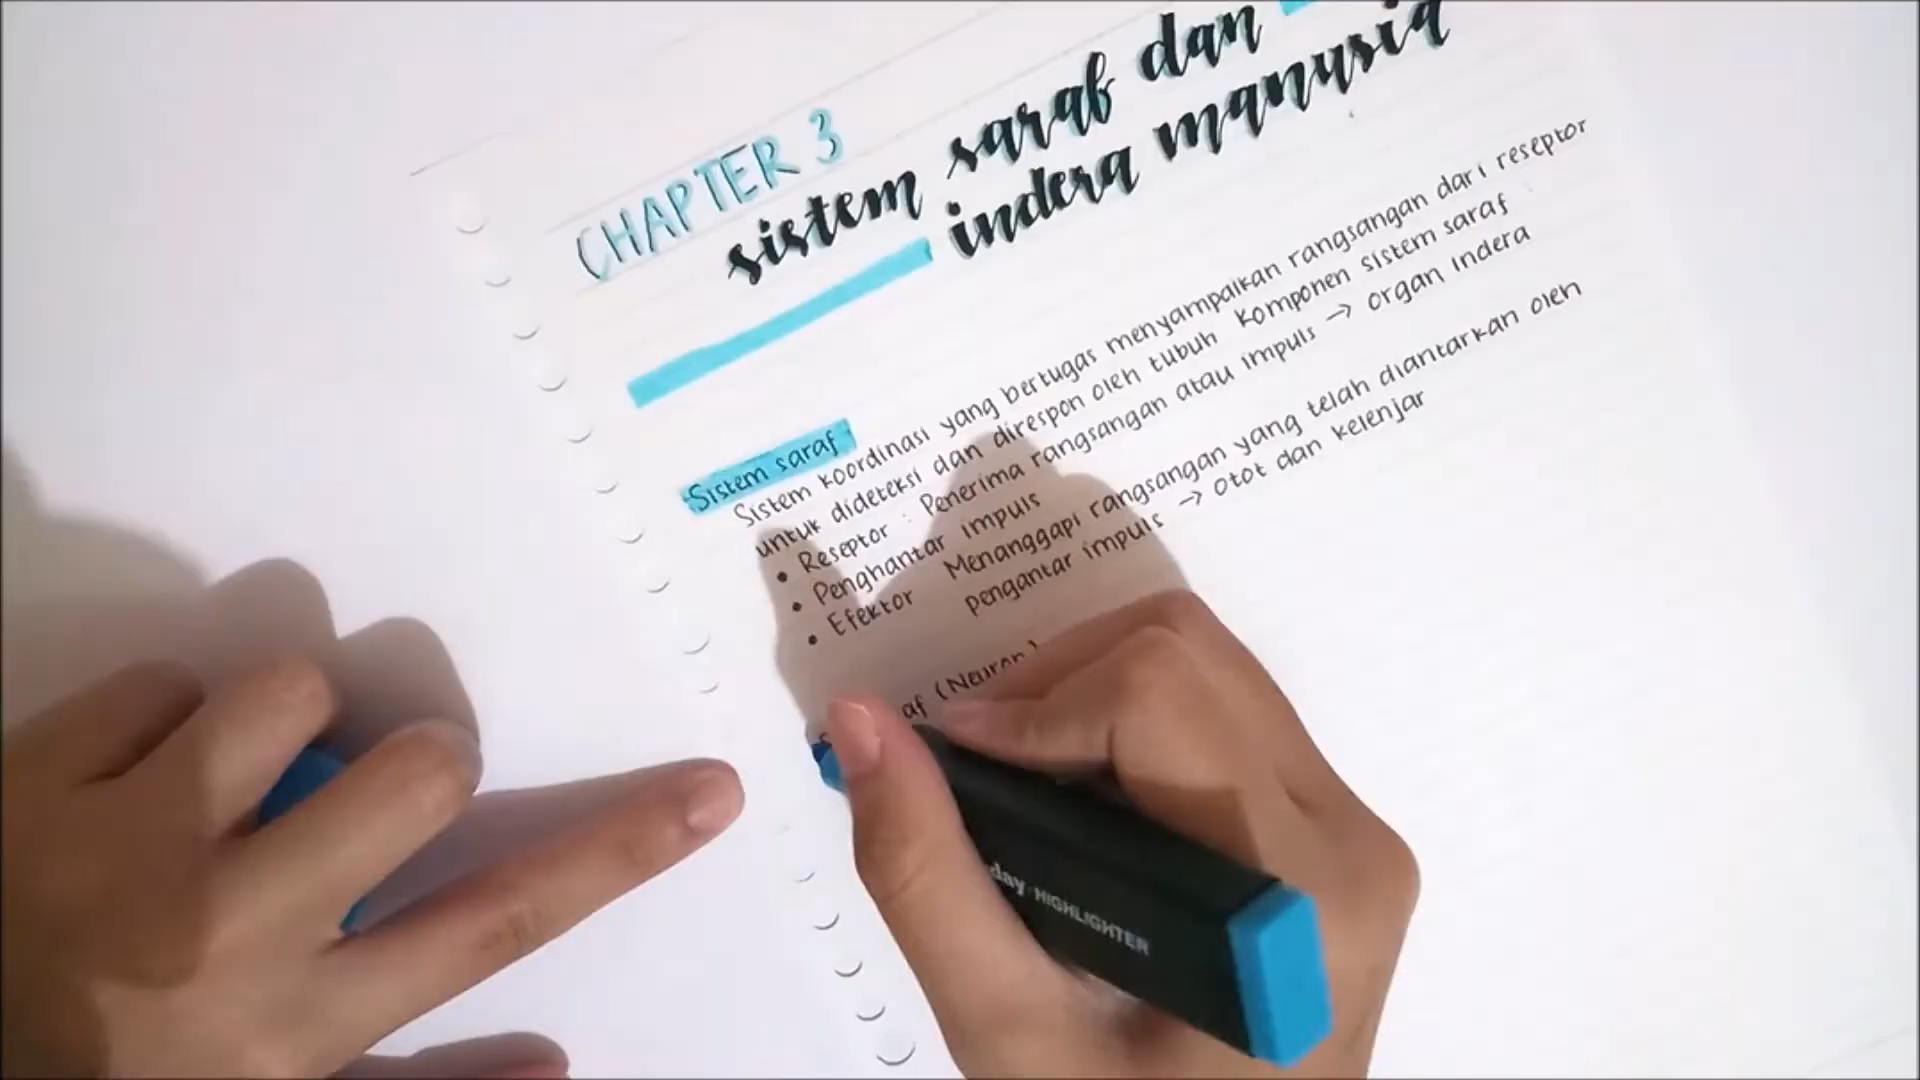 CHAPTER 3
sistem saraf dan
indera manusia
Sistem saraf
Sistem koordinasi yang bertugas menyampaikan rangsangan dari reseptor
untuk dideteksi dan direspon oleh tubuh Komponen sistem saraf :
• Reseptor : Penerima rangsangan atau impuls → organ indera
• Penghantar impuls
• Efektor Menanggapi rangsangan yang telah diantarkan oleh
pengantar impuls → otot dan kelenjar
(Neuron)
day HIGHLIGHTER